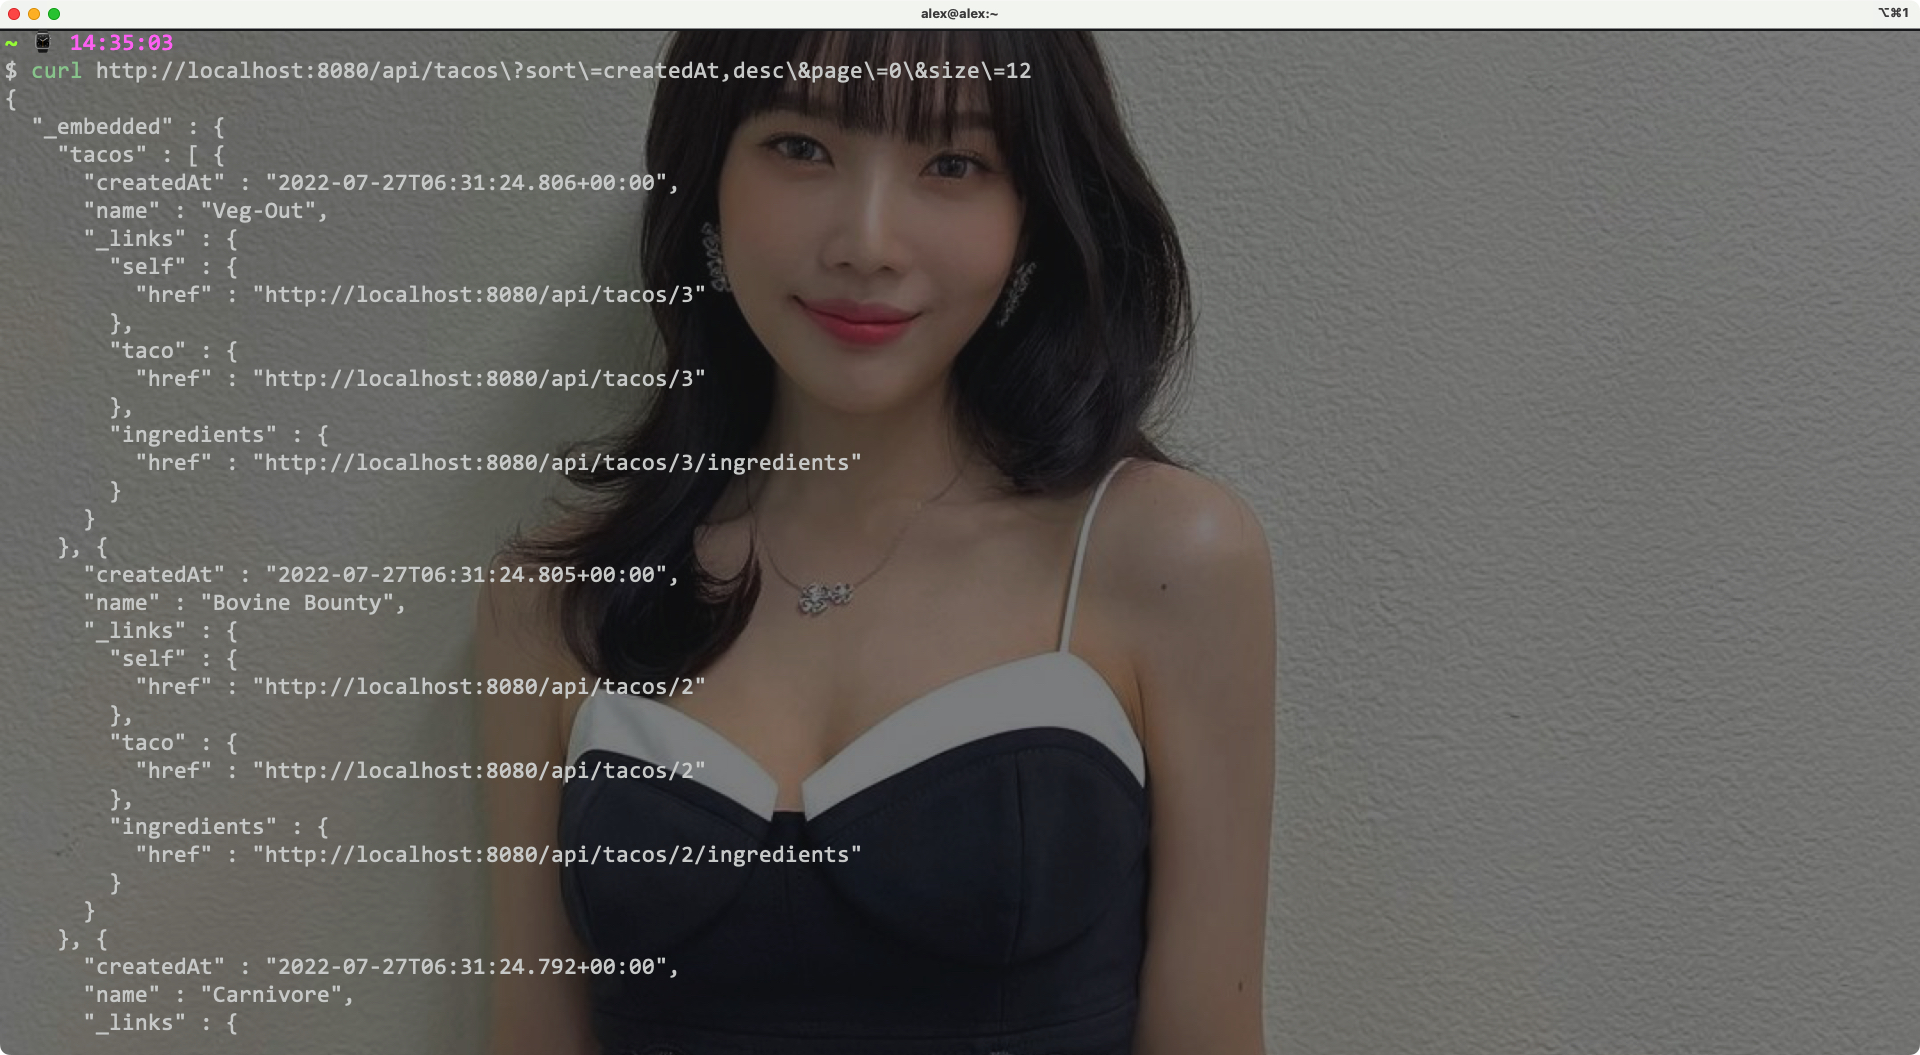 alex@alex:~
⌥⌘1
~ ⌚ 14:35:03
$ curl http://localhost:8080/api/tacos\?sort\=createdAt,desc\&page\=0\&size\=12
{
  "_embedded" : {
    "tacos" : [ {
      "createdAt" : "2022-07-27T06:31:24.806+00:00",
      "name" : "Veg-Out",
      "_links" : {
        "self" : {
          "href" : "http://localhost:8080/api/tacos/3"
        },
        "taco" : {
          "href" : "http://localhost:8080/api/tacos/3"
        },
        "ingredients" : {
          "href" : "http://localhost:8080/api/tacos/3/ingredients"
        }
      }
    }, {
      "createdAt" : "2022-07-27T06:31:24.805+00:00",
      "name" : "Bovine Bounty",
      "_links" : {
        "self" : {
          "href" : "http://localhost:8080/api/tacos/2"
        },
        "taco" : {
          "href" : "http://localhost:8080/api/tacos/2"
        },
        "ingredients" : {
          "href" : "http://localhost:8080/api/tacos/2/ingredients"
        }
      }
    }, {
      "createdAt" : "2022-07-27T06:31:24.792+00:00",
      "name" : "Carnivore",
      "_links" : {